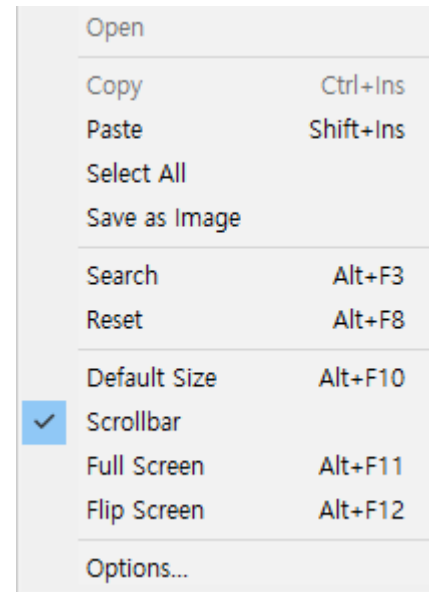 Open
Copy Ctrl+Ins
Paste Shift+Ins
Select All
Save as Image
Search Alt+F3
Reset Alt+F8
Default Size Alt+F10
Scrollbar
Full Screen Alt+F11
Flip Screen Alt+F12
Options...